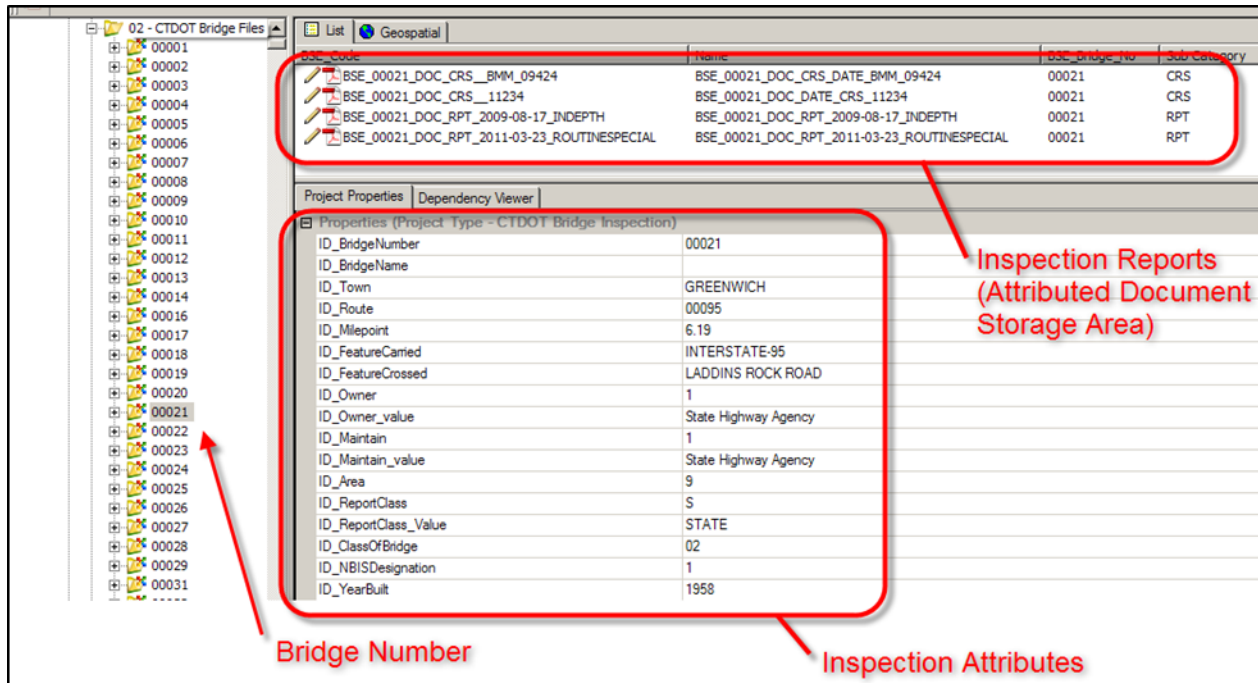 02 - CTDOT Bridge Files
00001
00002
00003
00004
00005
00006
00007
00008
00009
00010
00011
00012
00013
00014
00016
00017
00018
00019
00020
00021
00022
00023
00024
00025
00026
00027
00028
00029
00031
List Geospatial
BSE_Code Name BSE_Bridge_No Sub Category
BSE_00021_DOC_CRS__BMM_09424 BSE_00021_DOC_CRS_DATE_BMM_09424 00021 CRS
BSE_00021_DOC_CRS__11234 BSE_00021_DOC_DATE_CRS_11234 00021 CRS
BSE_00021_DOC_RPT_2009-08-17_INDEPTH BSE_00021_DOC_RPT_2009-08-17_INDEPTH 00021 RPT
BSE_00021_DOC_RPT_2011-03-23_ROUTINESPECIAL BSE_00021_DOC_RPT_2011-03-23_ROUTINESPECIAL 00021 RPT
Project Properties Dependency Viewer
Properties (Project Type - CTDOT Bridge Inspection)
ID_BridgeNumber 00021
ID_BridgeName
ID_Town GREENWICH
ID_Route 00095
ID_Milepoint 6.19
ID_FeatureCarried INTERSTATE-95
ID_FeatureCrossed LADDINS ROCK ROAD
ID_Owner 1
ID_Owner_value State Highway Agency
ID_Maintain 1
ID_Maintain_value State Highway Agency
ID_Area 9
ID_ReportClass S
ID_ReportClass_Value STATE
ID_ClassOfBridge 02
ID_NBISDesignation 1
ID_YearBuilt 1958
Inspection Reports
(Attributed Document
Storage Area)
Bridge Number
Inspection Attributes